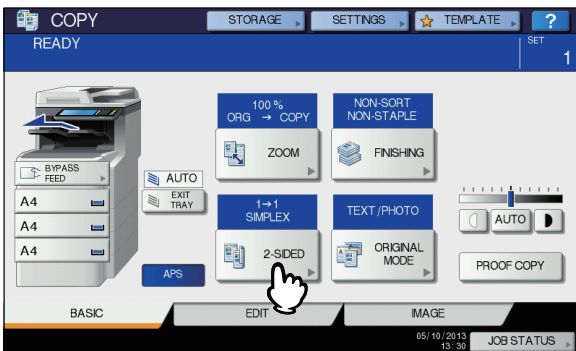 COPY
STORAGE
SETTINGS
TEMPLATE
?
READY
SET
1
100 %
ORG → COPY
NON-SORT
NON-STAPLE
ZOOM
FINISHING
BYPASS
FEED
AUTO
EXIT
TRAY
A4
A4
A4
1→1
SIMPLEX
TEXT/PHOTO
AUTO
2-SIDED
ORIGINAL
MODE
PROOF COPY
APS
BASIC
EDIT
IMAGE
05/10/2013
13:30
JOB STATUS